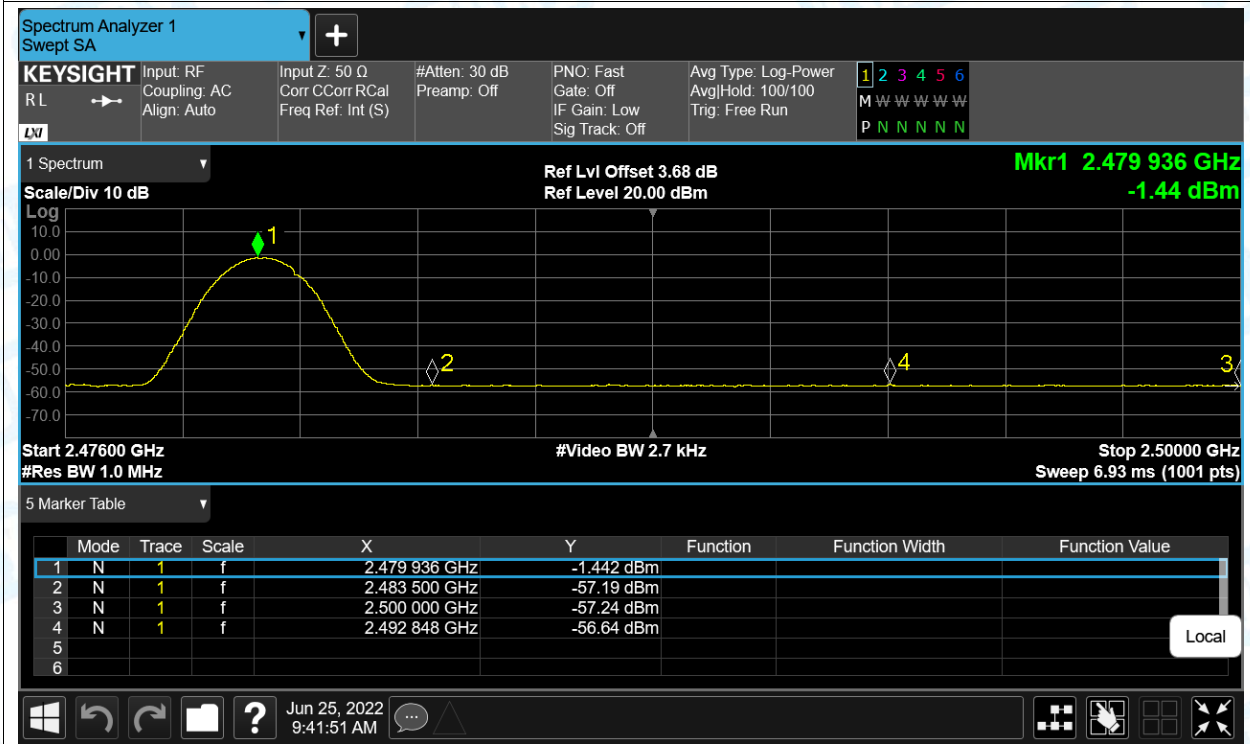 Spectrum Analyzer 1
Swept SA
+
KEYSIGHT
R L
LXI
Input: RF
Coupling: AC
Align: Auto
Input Z: 50 Ω
Corr CCorr RCal
Freq Ref: Int (S)
#Atten: 30 dB
Preamp: Off
PNO: Fast
Gate: Off
IF Gain: Low
Sig Track: Off
Avg Type: Log-Power
Avg|Hold: 100/100
Trig: Free Run
1 2 3 4 5 6
M W W W W W
P N N N N N
1 Spectrum
Scale/Div 10 dB
Ref Lvl Offset 3.68 dB
Ref Level 20.00 dBm
Mkr1 2.479 936 GHz
-1.44 dBm
Log
10.0
0.00
-10.0
-20.0
-30.0
-40.0
-50.0
-60.0
-70.0
1
2
4
3
Start 2.47600 GHz
#Res BW 1.0 MHz
#Video BW 2.7 kHz
Stop 2.50000 GHz
Sweep 6.93 ms (1001 pts)
5 Marker Table
Mode Trace Scale X Y Function Function Width Function Value
1 N 1 f 2.479 936 GHz -1.442 dBm
2 N 1 f 2.483 500 GHz -57.19 dBm
3 N 1 f 2.500 000 GHz -57.24 dBm
4 N 1 f 2.492 848 GHz -56.64 dBm
5
6
Local
?
Jun 25, 2022
9:41:51 AM